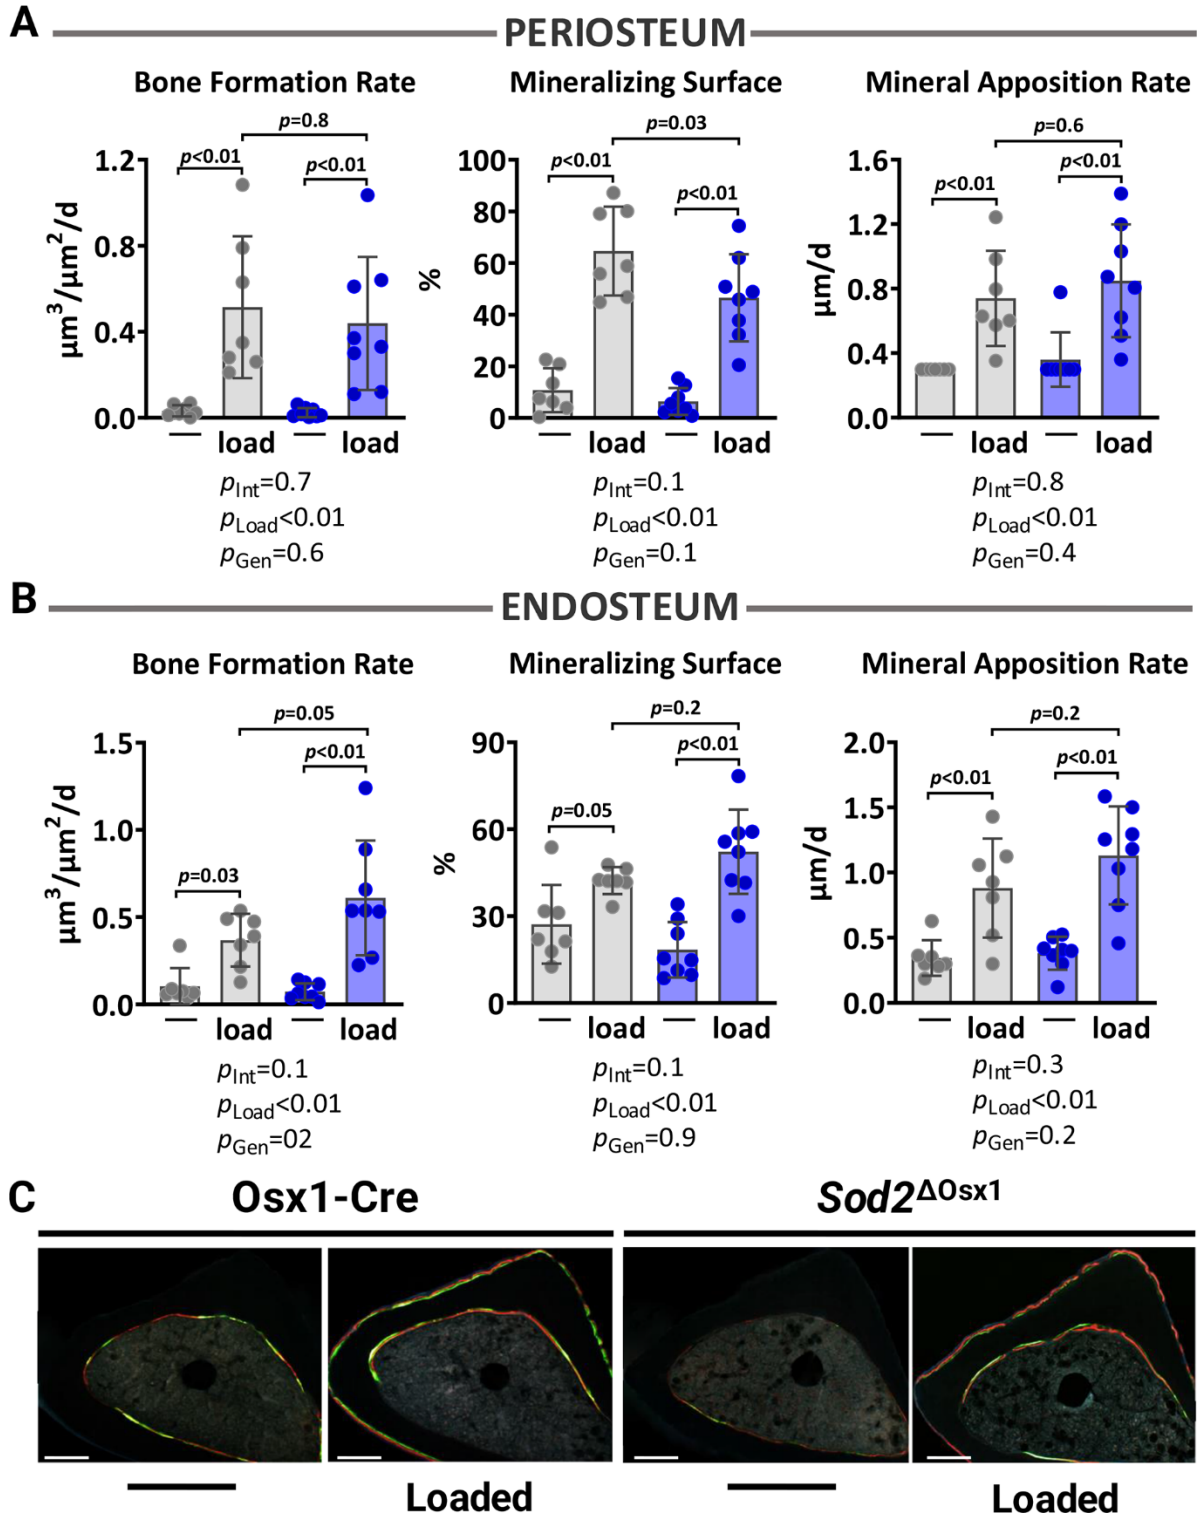 A
PERIOSTEUM
Bone Formation Rate
Mineralizing Surface
Mineral Apposition Rate
p=0.8
p<0.01
p<0.01
1.2
0.8
0.4
0.0
µm³/µm²/d
— load — load
p=0.03
p<0.01
p<0.01
100
80
60
40
20
0
%
— load — load
p=0.6
p<0.01
p<0.01
1.6
1.2
0.8
0.4
0.0
µm/d
— load — load
pInt=0.7
pLoad<0.01
pGen=0.6
pInt=0.1
pLoad<0.01
pGen=0.1
pInt=0.8
pLoad<0.01
pGen=0.4
B
ENDOSTEUM
Bone Formation Rate
Mineralizing Surface
Mineral Apposition Rate
p=0.05
p<0.01
p=0.03
1.5
1.0
0.5
0.0
µm³/µm²/d
— load — load
p=0.2
p<0.01
p=0.05
90
60
30
0
%
— load — load
p=0.2
p<0.01
p<0.01
2.0
1.5
1.0
0.5
0.0
µm/d
— load — load
pInt=0.1
pLoad<0.01
pGen=02
pInt=0.1
pLoad<0.01
pGen=0.9
pInt=0.3
pLoad<0.01
pGen=0.2
C
Osx1-Cre
Sod2ΔOsx1
Loaded
Loaded